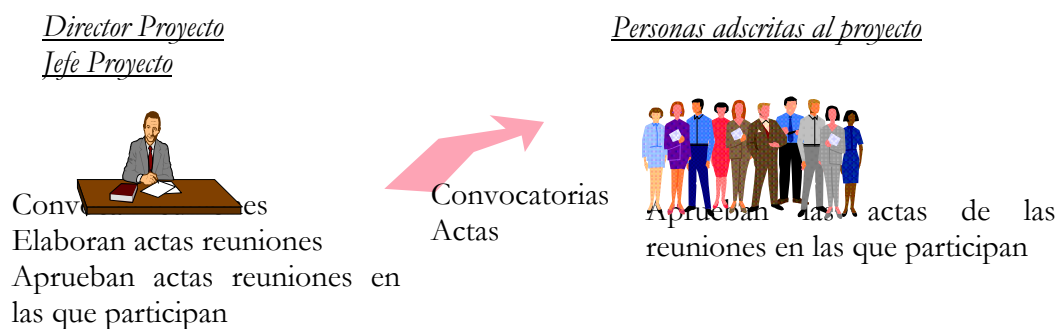 Director Proyecto
Jefe Proyecto
Personas adscritas al proyecto
Elaboran actas reuniones
Aprueban actas reuniones en
las que participan
Convocatorias
Actas
Aprueban las actas de las
reuniones en las que participan